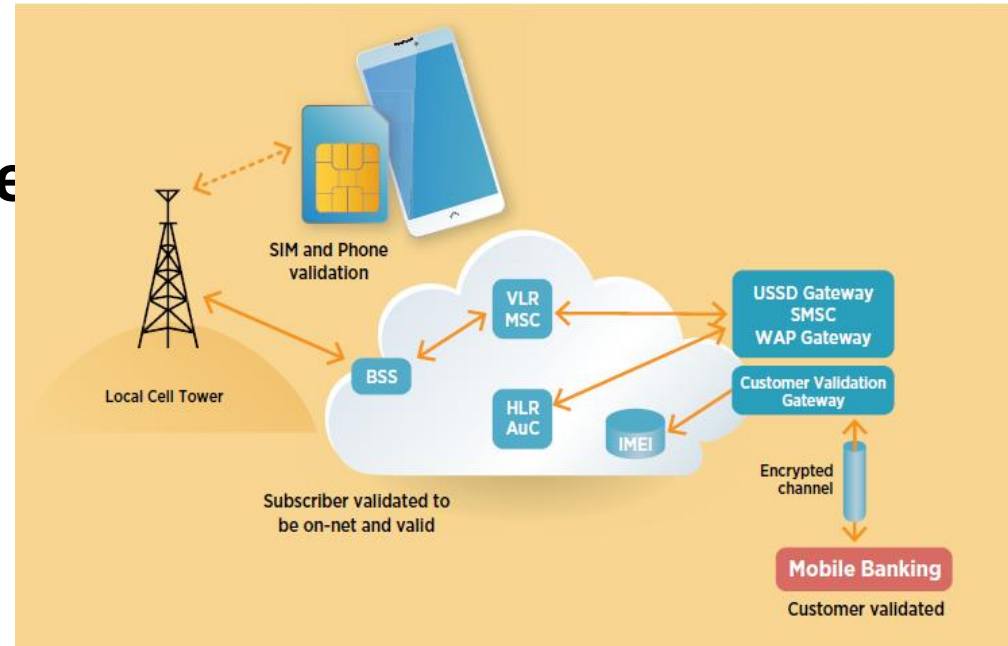 e
SIM and Phone
validation
VLR
MSC
USSD Gateway
SMSC
WAP Gateway
BSS
Customer Validation
Gateway
Local Cell Tower
HLR
AuC
IMEI
Encrypted
channel
Subscriber validated to
be on-net and valid
Mobile Banking
Customer validated